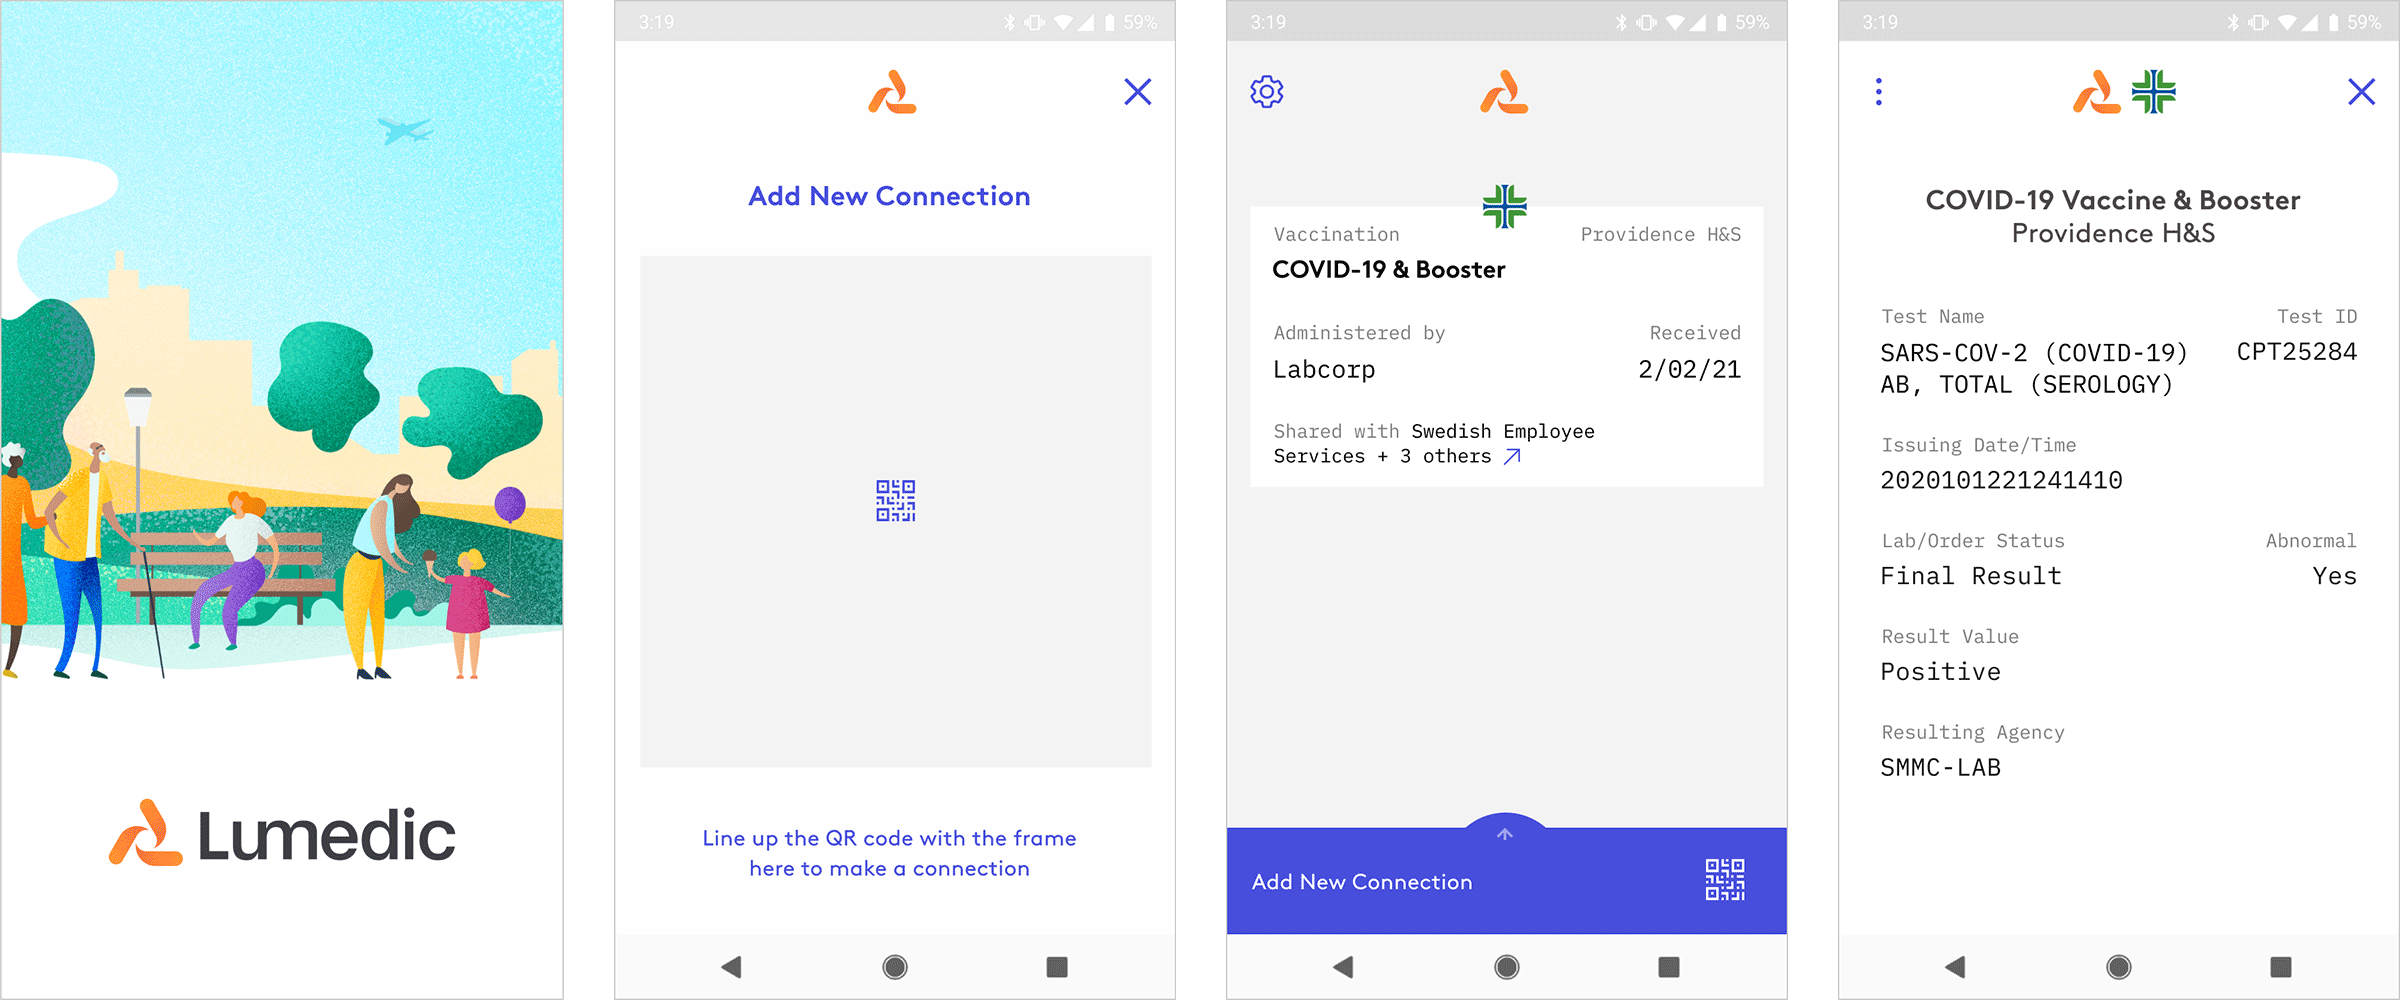 Lumedic
3:19
59%
Add New Connection
Line up the QR code with the frame
here to make a connection
3:19
59%
Vaccination
Providence H&S
COVID-19 & Booster
Administered by
Received
Labcorp
2/02/21
Shared with Swedish Employee
Services + 3 others
Add New Connection
3:19
59%
COVID-19 Vaccine & Booster
Providence H&S
Test Name
Test ID
SARS-COV-2 (COVID-19)
CPT25284
AB, TOTAL (SEROLOGY)
Issuing Date/Time
2020101221241410
Lab/Order Status
Abnormal
Final Result
Yes
Result Value
Positive
Resulting Agency
SMMC-LAB